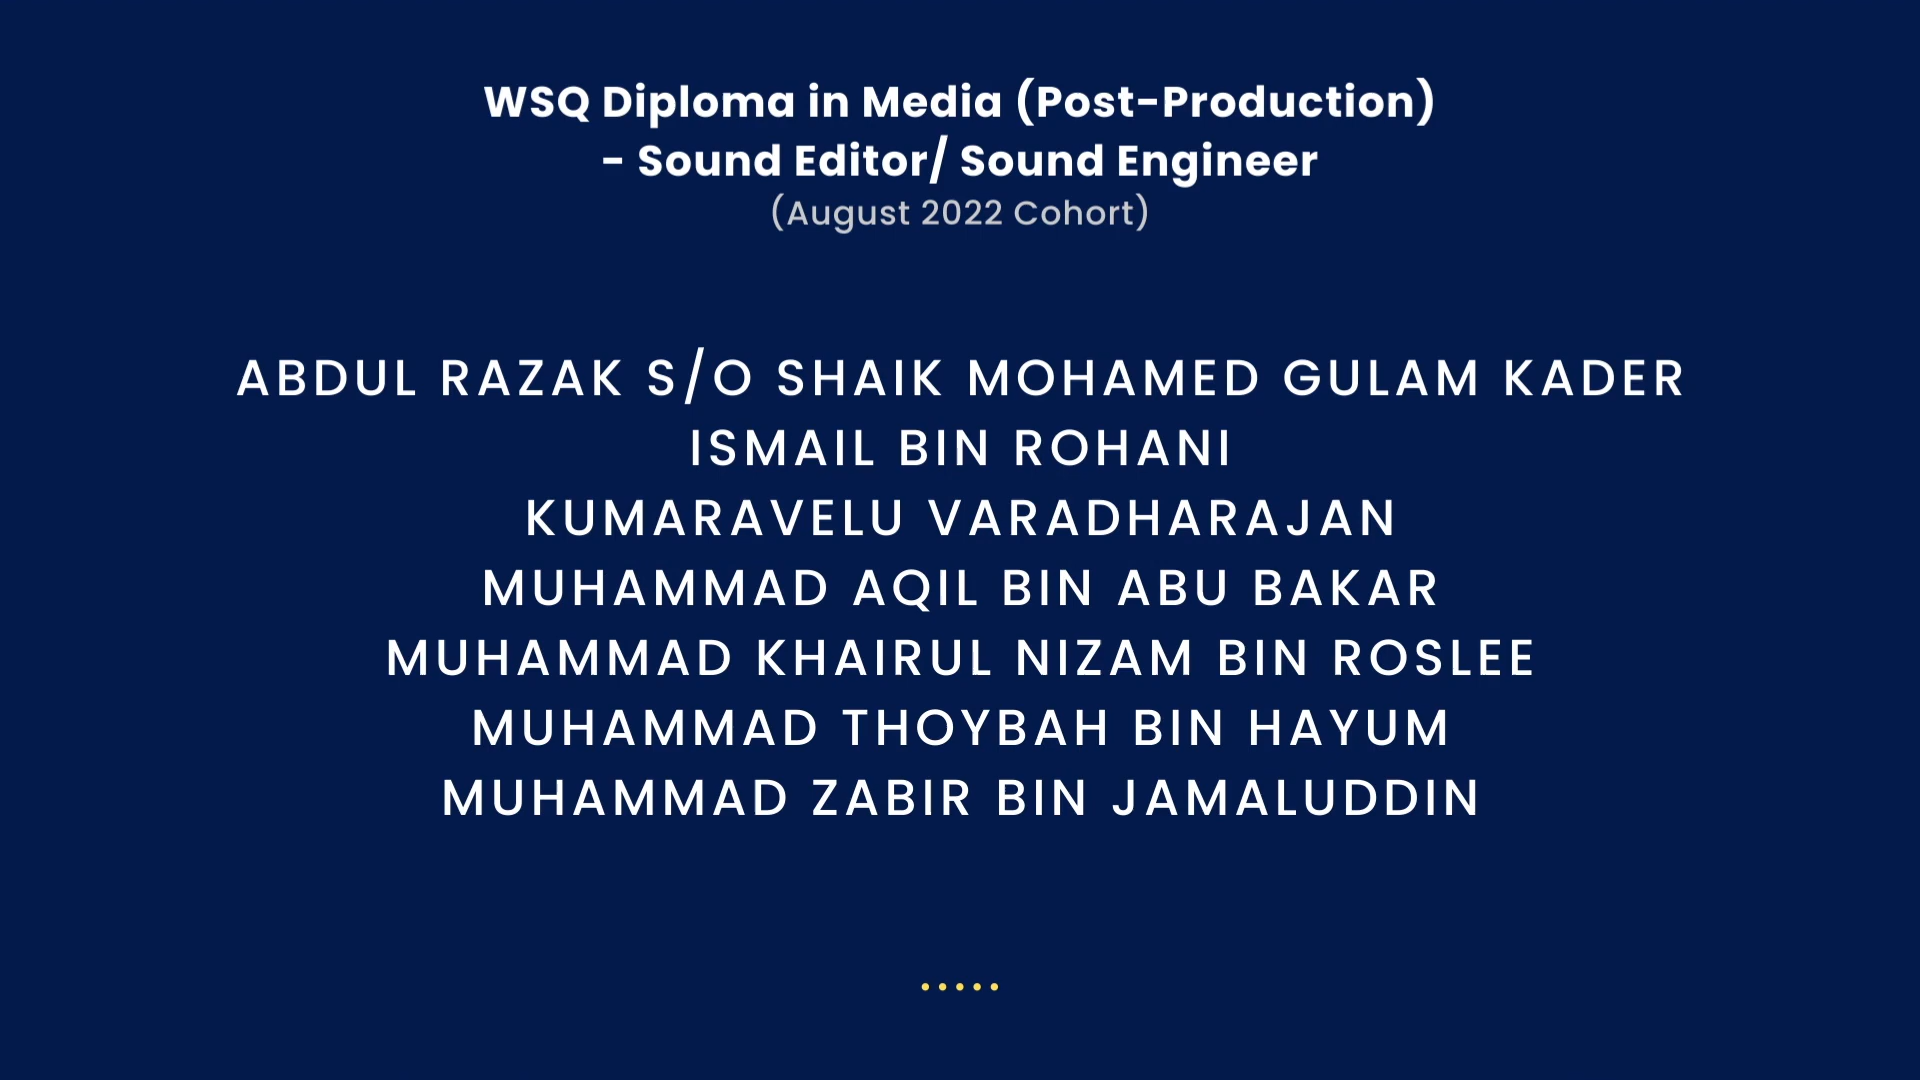 WSQ Diploma in Media (Post-Production)
- Sound Editor/ Sound Engineer
(August 2022 Cohort)
ABDUL RAZAK S/O SHAIK MOHAMED GULAM KADER
ISMAIL BIN ROHANI
KUMARAVELU VARADHARAJAN
MUHAMMAD AQIL BIN ABU BAKAR
MUHAMMAD KHAIRUL NIZAM BIN ROSLEE
MUHAMMAD THOYBAH BIN HAYUM
MUHAMMAD ZABIR BIN JAMALUDDIN